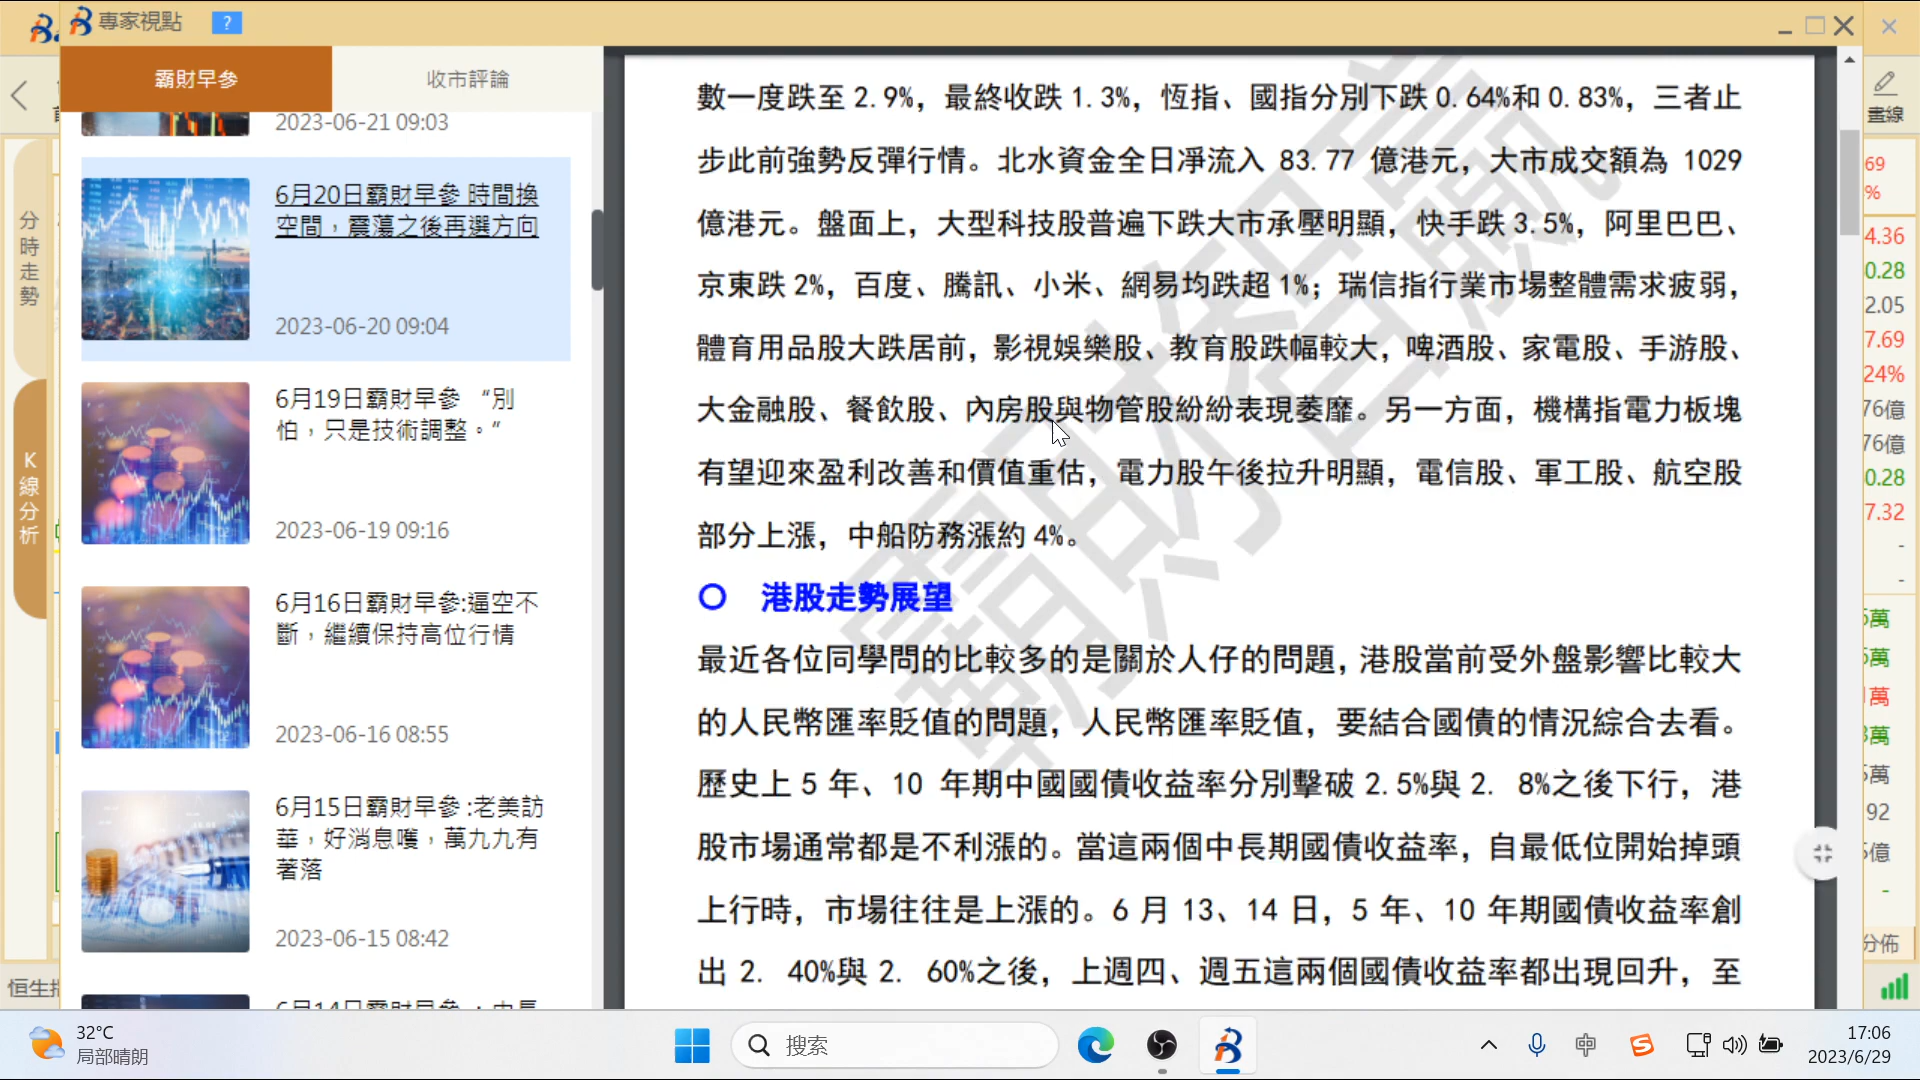 專家視點
?
霸財早參
收市評論
2023-06-21 09:03
6月20日霸財早參 時間換
空間，震蕩之後再選方向
2023-06-20 09:04
6月19日霸財早參 “別
怕，只是技術調整。”
2023-06-19 09:16
6月16日霸財早參:逼空不
斷，繼續保持高位行情
2023-06-16 08:55
6月15日霸財早參 :老美訪
華，好消息嘅，萬九九有
著落
2023-06-15 08:42
分時走勢
K線分析
數一度跌至 2.9%，最終收跌 1.3%，恆指、國指分別下跌 0.64%和 0.83%，三者止
步此前強勢反彈行情。北水資金全日淨流入 83.77 億港元，大市成交額為 1029
億港元。盤面上，大型科技股普遍下跌大市承壓明顯，快手跌 3.5%，阿里巴巴、
京東跌 2%，百度、騰訊、小米、網易均跌超 1%；瑞信指行業市場整體需求疲弱，
體育用品股大跌居前，影視娛樂股、教育股跌幅較大，啤酒股、家電股、手游股、
大金融股、餐飲股、內房股與物管股紛紛表現萎靡。另一方面，機構指電力板塊
有望迎來盈利改善和價值重估，電力股午後拉升明顯，電信股、軍工股、航空股
部分上漲，中船防務漲約 4%。
港股走勢展望
最近各位同學問的比較多的是關於人仔的問題，港股當前受外盤影響比較大
的人民幣匯率貶值的問題，人民幣匯率貶值，要結合國債的情況綜合去看。
歷史上 5 年、10 年期中國國債收益率分別擊破 2.5%與 2. 8%之後下行，港
股市場通常都是不利漲的。當這兩個中長期國債收益率，自最低位開始掉頭
上行時，市場往往是上漲的。6 月 13、14 日，5 年、10 年期國債收益率創
出 2. 40%與 2. 60%之後，上週四、週五這兩個國債收益率都出現回升，至
霸財智贏
畫線
69
%
4.36
0.28
2.05
7.69
24%
76億
76億
0.28
7.32
-
-
萬
萬
萬
萬
萬
92
億
-
分佈
恒生
32°C
局部晴朗
搜索
中
17:06
2023/6/29